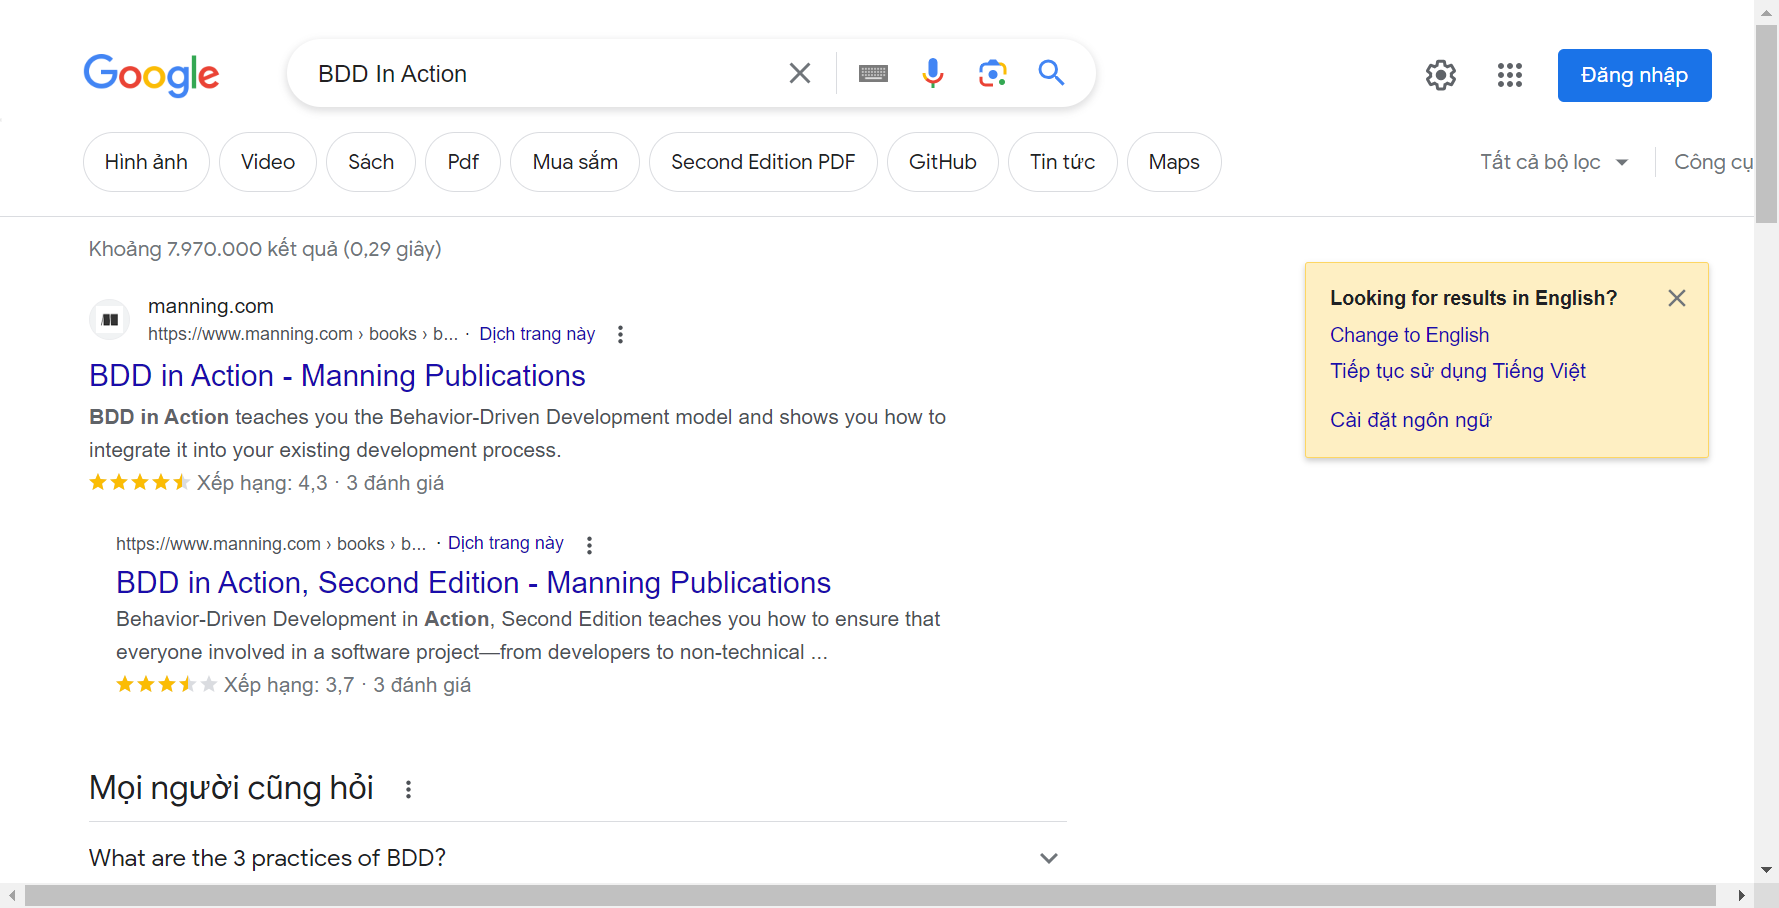 Google
BDD In Action
Đăng nhập
Hình ảnh
Video
Sách
Pdf
Mua sắm
Second Edition PDF
GitHub
Tin tức
Maps
Tất cả bộ lọc
Công cụ
Khoảng 7.970.000 kết quả (0,29 giây)
manning.com
https://www.manning.com › books › b... · Dịch trang này
BDD in Action - Manning Publications
BDD in Action teaches you the Behavior-Driven Development model and shows you how to
integrate it into your existing development process.
Xếp hạng: 4,3 · 3 đánh giá
https://www.manning.com › books › b... · Dịch trang này
BDD in Action, Second Edition - Manning Publications
Behavior-Driven Development in Action, Second Edition teaches you how to ensure that
everyone involved in a software project—from developers to non-technical ...
Xếp hạng: 3,7 · 3 đánh giá
Mọi người cũng hỏi
What are the 3 practices of BDD?
Looking for results in English?
Change to English
Tiếp tục sử dụng Tiếng Việt
Cài đặt ngôn ngữ